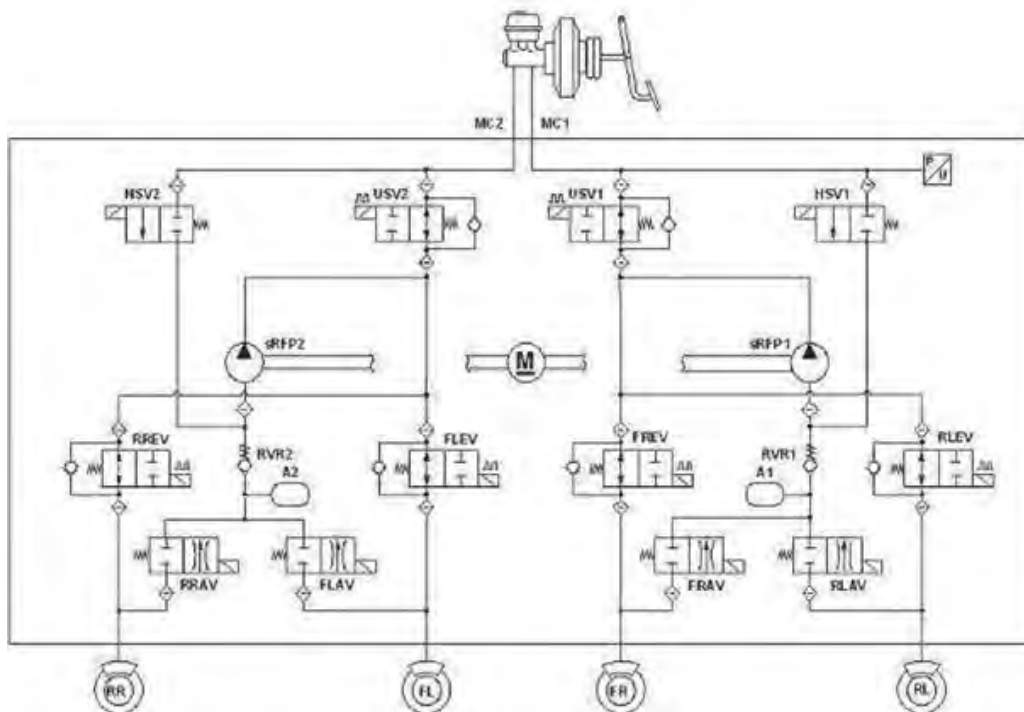 MC2 MC1
P
U
HSV2 USV2 USV1 HSV1
sRFP2 M sRFP1
RREV RVR2 FLEV FREV RVR1 RLEV
A2 A1
RRAV FLAV FRAV RLAV
RR FL FR RL